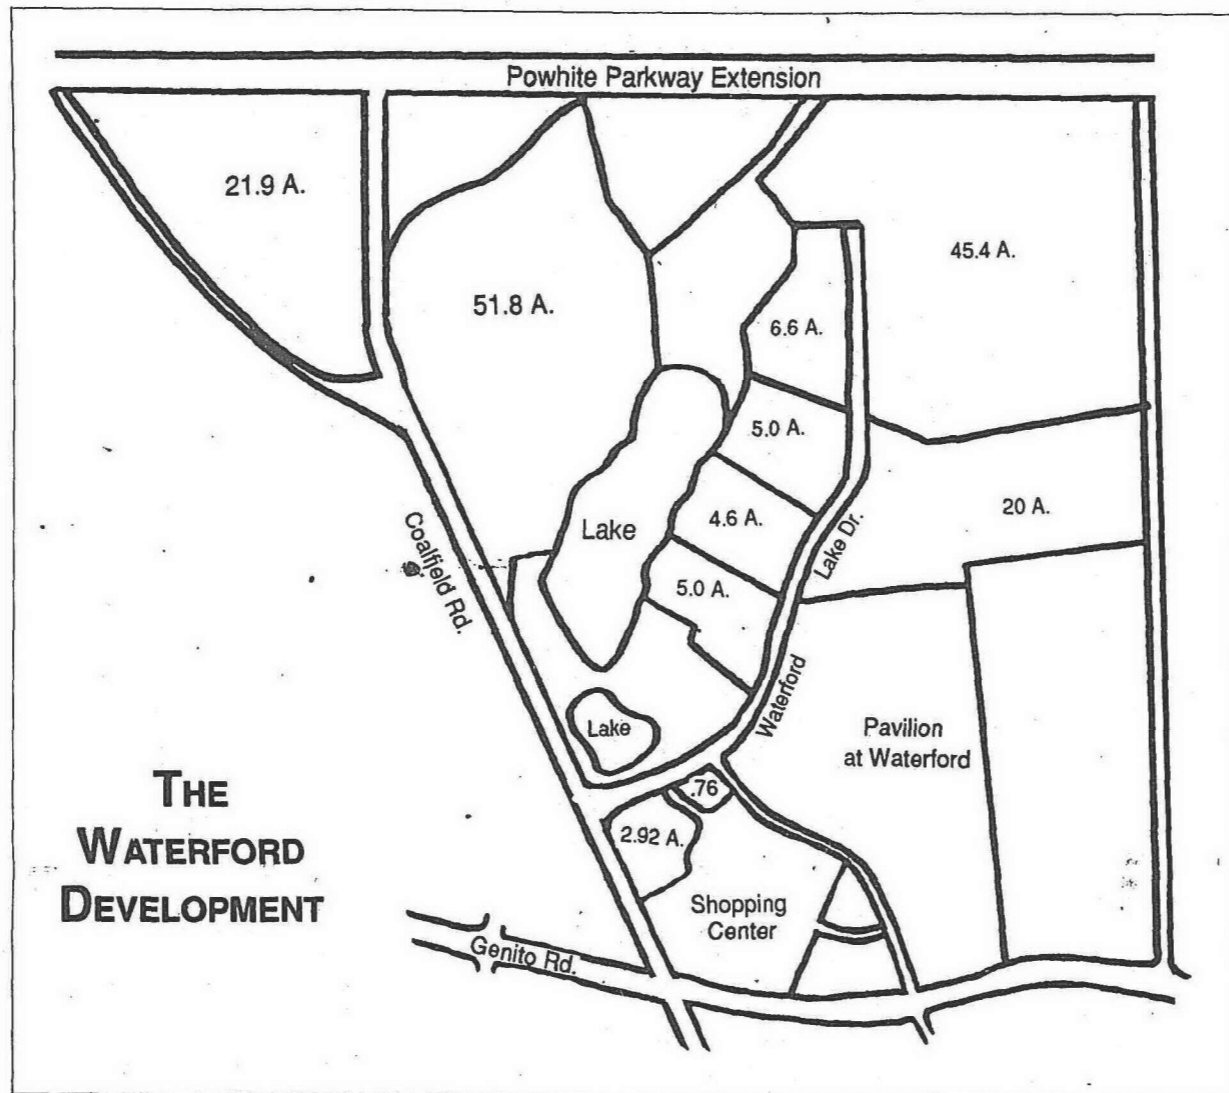 Powhite Parkway Extension
21.9 A.
51.8 A.
45.4 A.
6.6 A.
5.0 A.
4.6 A.
20 A.
5.0 A.
Lake
Coalfield Rd.
Waterford Lake Dr.
Lake
Pavilion
at Waterford
.76
2.92 A.
Shopping
Center
Genito Rd.
THE
WATERFORD
DEVELOPMENT